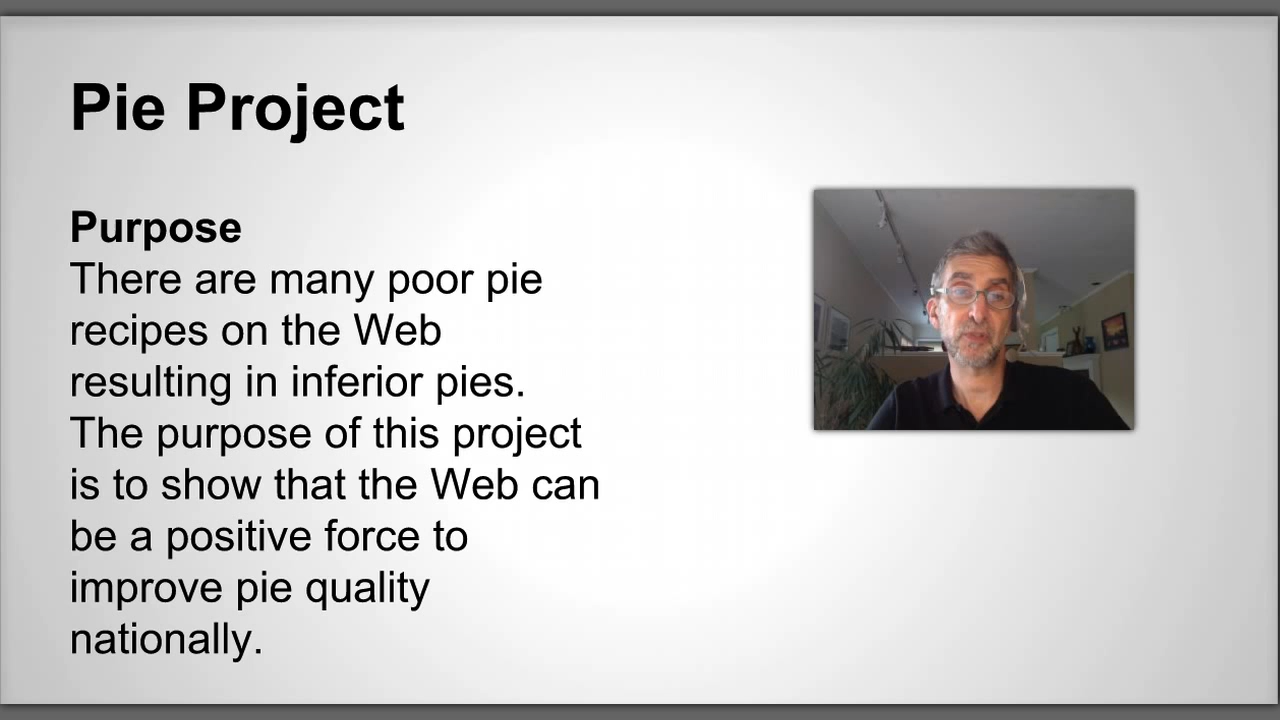 Pie Project
Purpose
There are many poor pie
recipes on the Web
resulting in inferior pies.
The purpose of this project
is to show that the Web can
be a positive force to
improve pie quality
nationally.